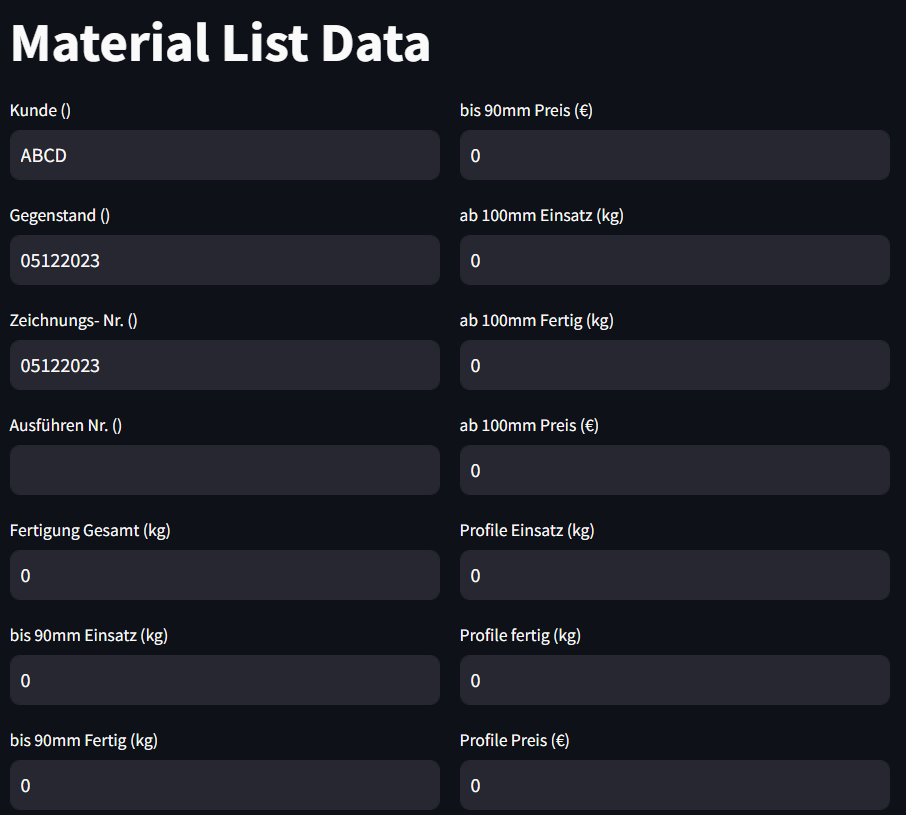 Material List Data
Kunde ()
ABCD
Gegenstand ()
05122023
Zeichnungs- Nr. ()
05122023
Ausführen Nr. ()
Fertigung Gesamt (kg)
0
bis 90mm Einsatz (kg)
0
bis 90mm Fertig (kg)
0
bis 90mm Preis (€)
0
ab 100mm Einsatz (kg)
0
ab 100mm Fertig (kg)
0
ab 100mm Preis (€)
0
Profile Einsatz (kg)
0
Profile fertig (kg)
0
Profile Preis (€)
0